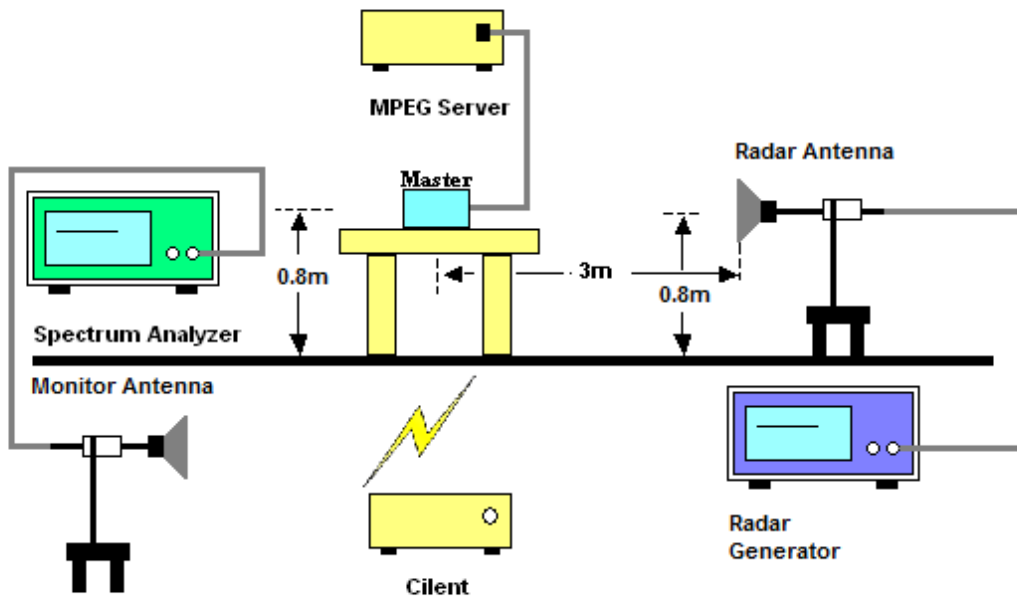 MPEG Server
Radar Antenna
Master
0.8m
3m
0.8m
Spectrum Analyzer
Monitor Antenna
Radar
Generator
Cilent